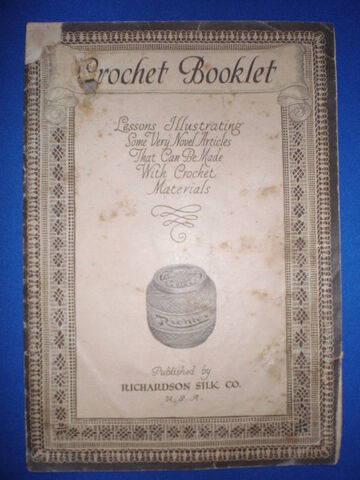 Crochet Booklet
Lessons Illustrating
Some Very Novel Articles
That Can Be Made
With Crochet
Materials
Published by
RICHARDSON SILK CO.
U.S.A.